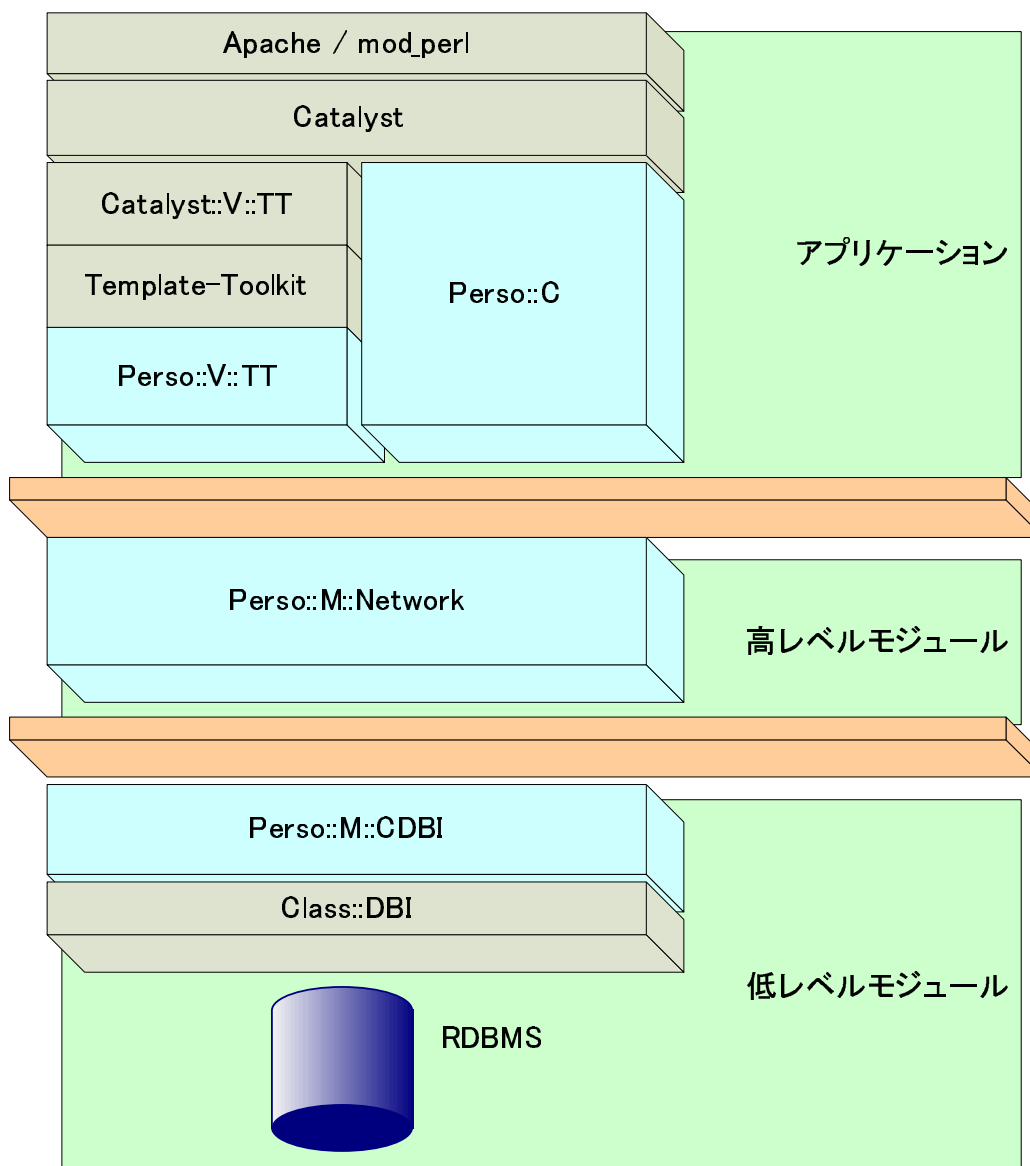 Apache / mod_perl
Catalyst
Catalyst::V::TT
Template-Toolkit
Perso::V::TT
Perso::C
アプリケーション
Perso::M::Network
高レベルモジュール
Perso::M::CDBI
Class::DBI
低レベルモジュール
RDBMS